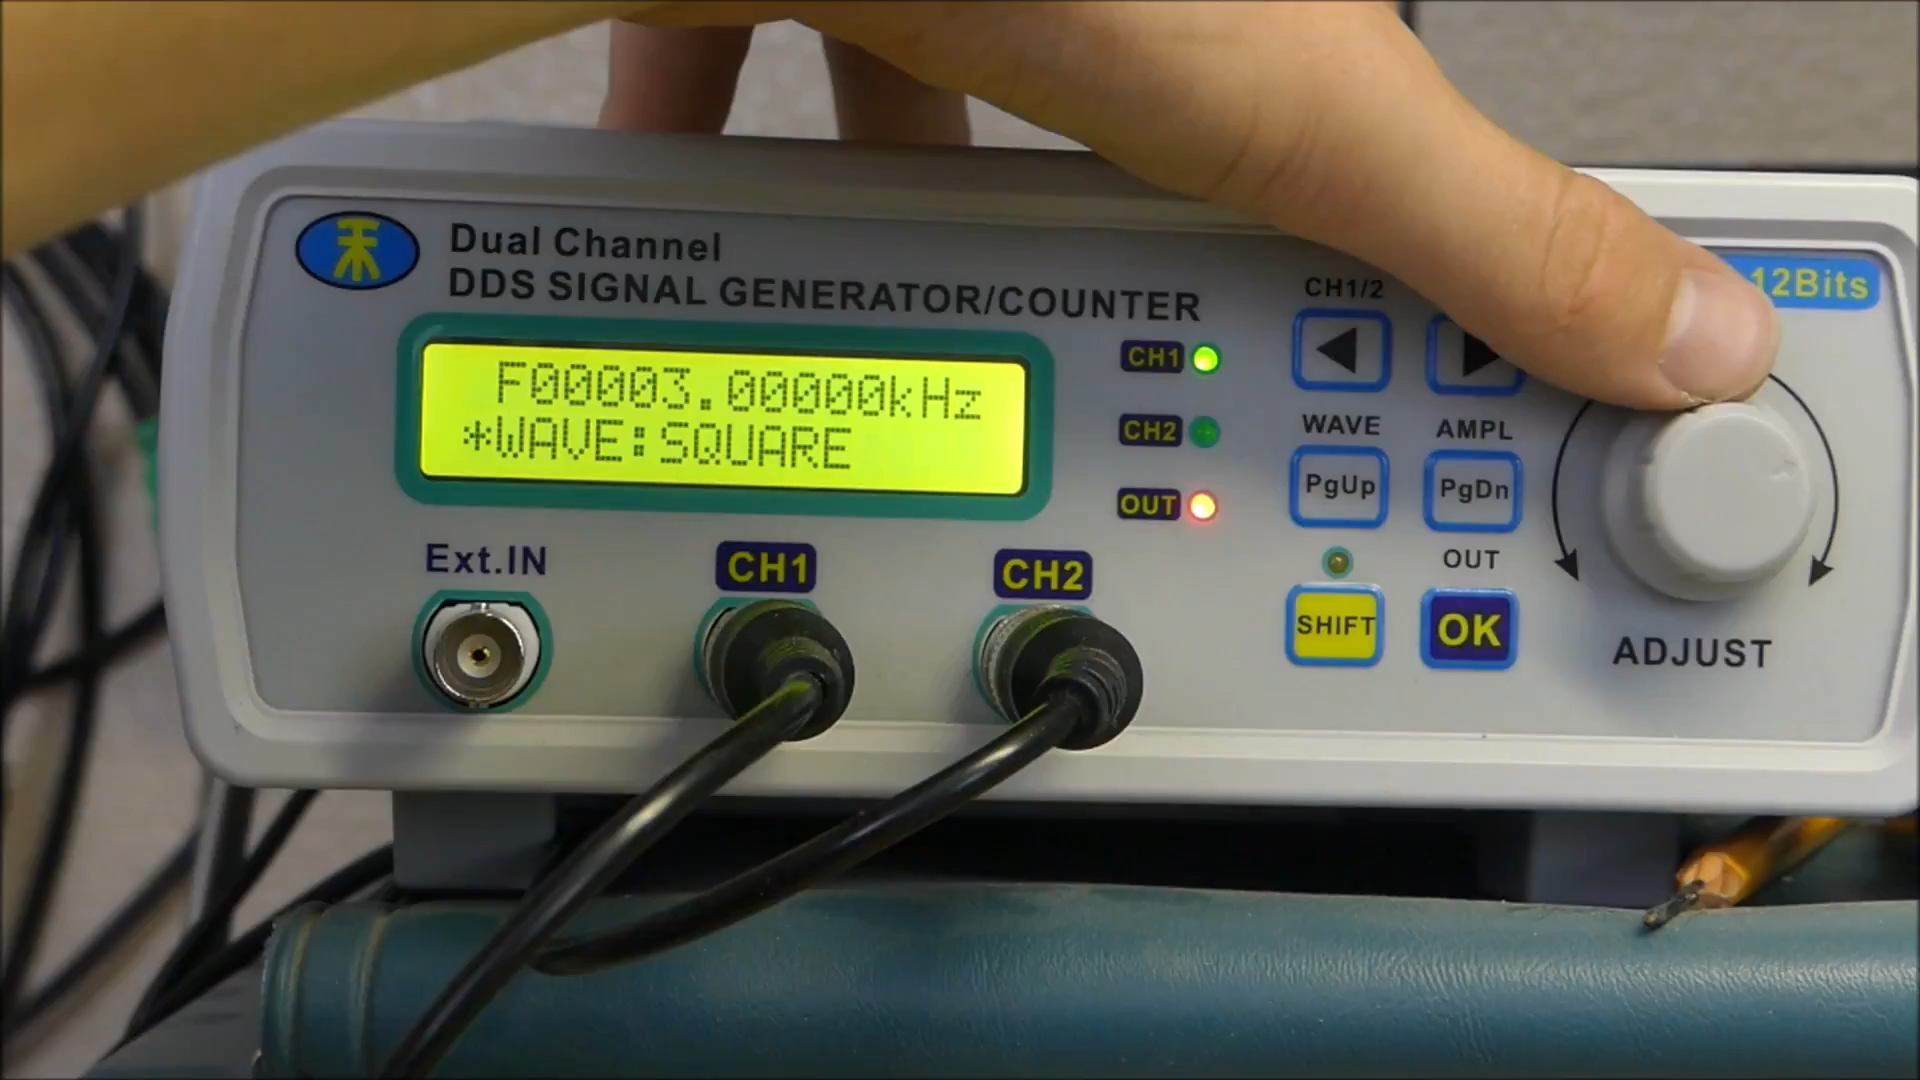 Dual Channel
DDS SIGNAL GENERATOR/COUNTER
12Bits
F00003.00000kHz
*WAVE:SQUARE
CH1
CH2
OUT
CH1/2
WAVE
AMPL
PgUp
PgDn
OUT
SHIFT
OK
ADJUST
Ext.IN
CH1
CH2